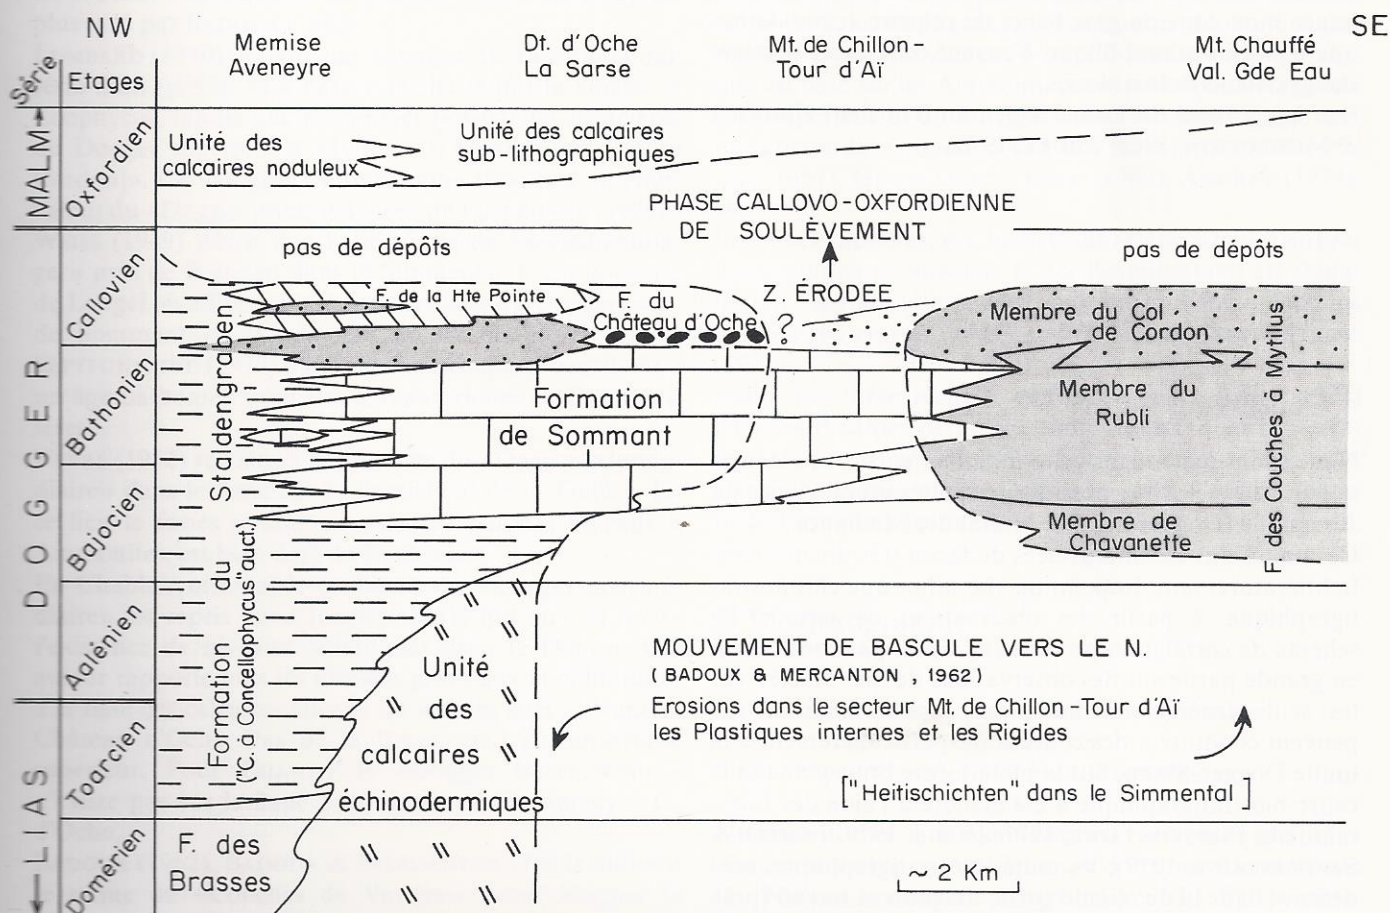 NW
SE
Memise
Aveneyre
Dt. d'Oche
La Sarse
Mt. de Chillon-
Tour d'Aï
Mt. Chauffé
Val. Gde Eau
Série
Etages
MALM
Oxfordien
Unité des
calcaires noduleux
Unité des calcaires
sub-lithographiques
PHASE CALLOVO-OXFORDIENNE
DE SOULÈVEMENT
pas de dépôts
pas de dépôts
DOGGER
Callovien
F. de la Hte Pointe
F. du
Château d'Oche
Z. ÉRODEE
?
Membre du Col
de Cordon
Bathonien
Formation
de Sommant
Membre du
Rubli
F. des Couches à Mytilus
Bajocien
Membre de
Chavanette
Formation du Staldengraben
("C. à Cancellophycus" auct.)
Aalénien
Unité
des
calcaires
échinodermiques
MOUVEMENT DE BASCULE VERS LE N.
(BADOUX & MERCANTON : 1962)
Erosions dans le secteur Mt. de Chillon-Tour d'Aï
les Plastiques internes et les Rigides
["Heitischichten" dans le Simmental]
LIAS
Toarcien
Domérien
F. des
Brasses
~ 2 Km